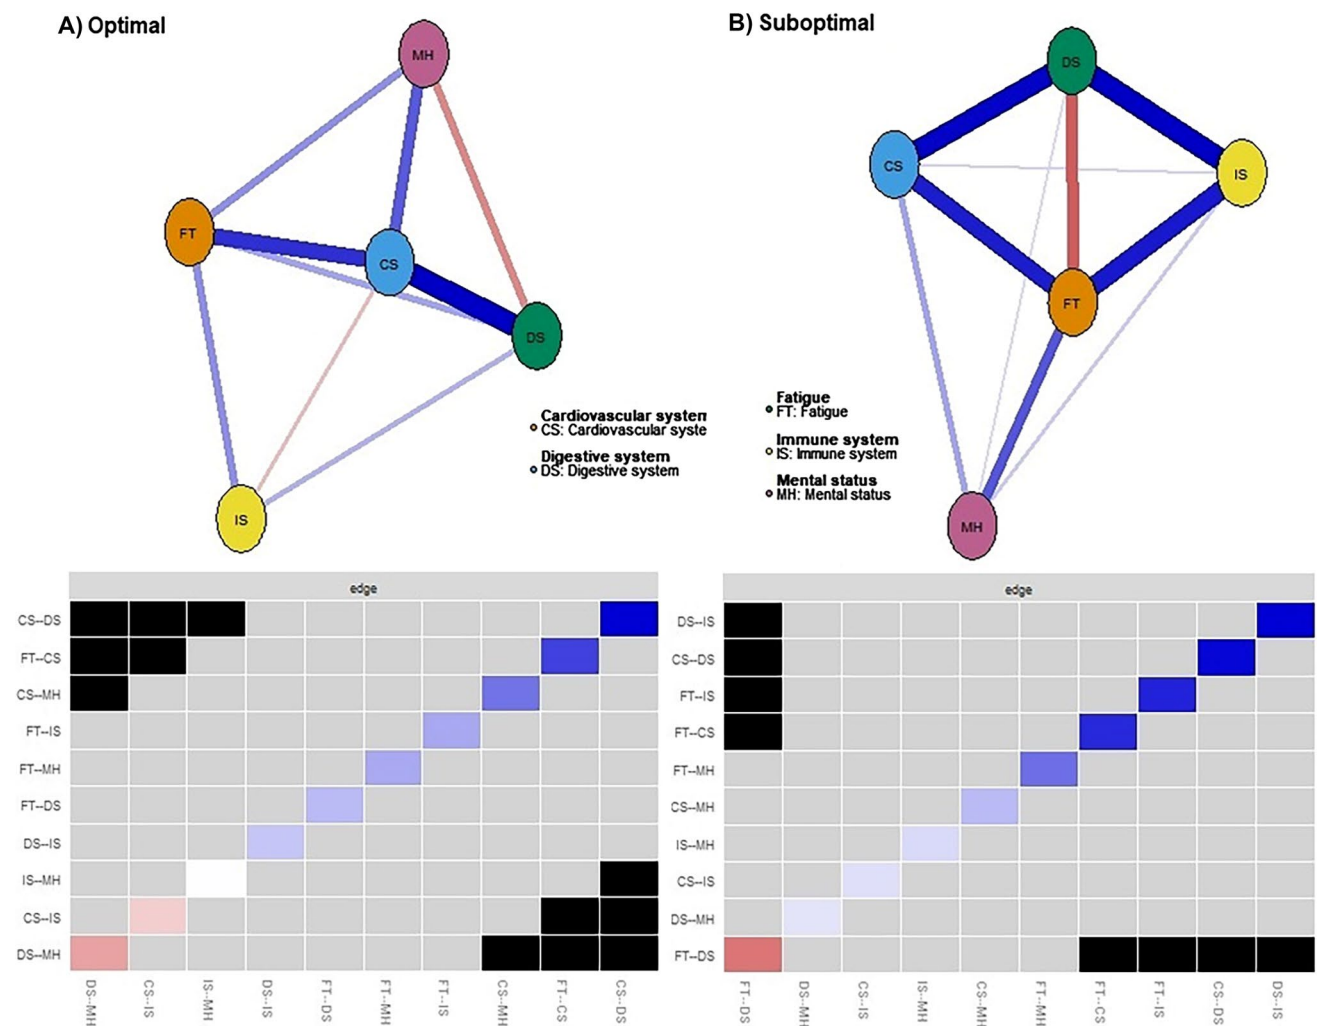 A) Optimal
MH
FT
CS
DS
IS
Cardiovascular system
CS: Cardiovascular syste
Digestive system
DS: Digestive system
B) Suboptimal
DS
CS
IS
FT
MH
Fatigue
FT: Fatigue
Immune system
IS: Immune system
Mental status
MH: Mental status
edge
CS--DS
FT--CS
CS--MH
FT--IS
FT--MH
FT--DS
DS--IS
IS--MH
CS--IS
DS--MH
DS--MH
CS--IS
IS--MH
DS--IS
FT--DS
FT--MH
FT--IS
CS--MH
FT--CS
CS--DS
edge
DS--IS
CS--DS
FT--IS
FT--CS
FT--MH
CS--MH
IS--MH
CS--IS
DS--MH
FT--DS
FT--DS
DS--MH
CS--IS
IS--MH
CS--MH
FT--MH
FT--CS
FT--IS
CS--DS
DS--IS